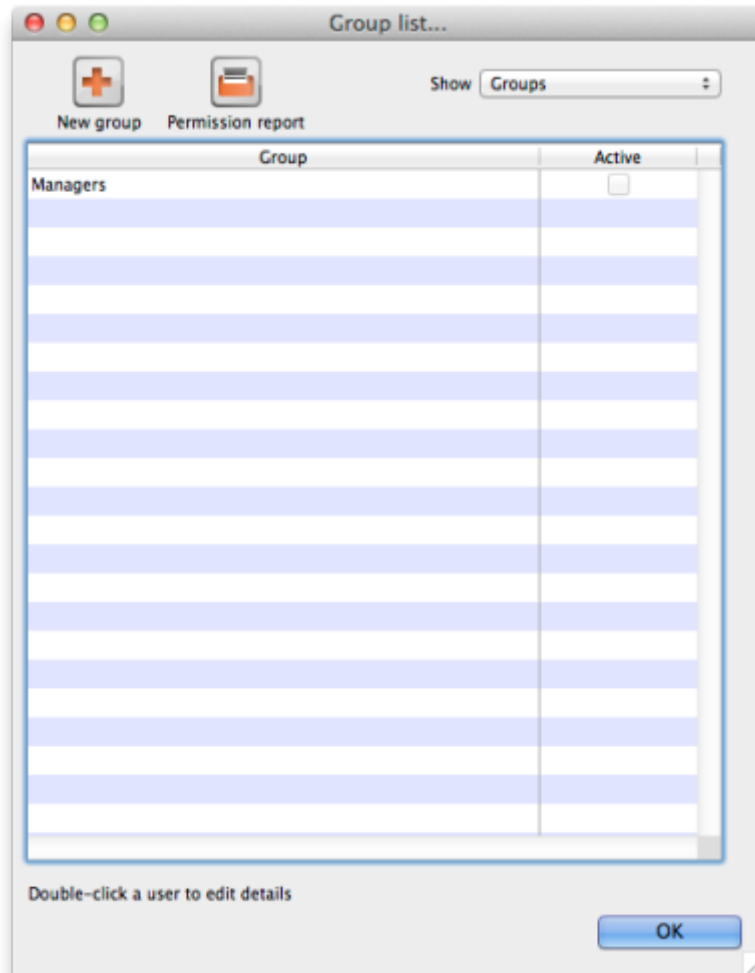 Group list...
Show Groups
New group Permission report
Group Active
Managers
Double-click a user to edit details
OK